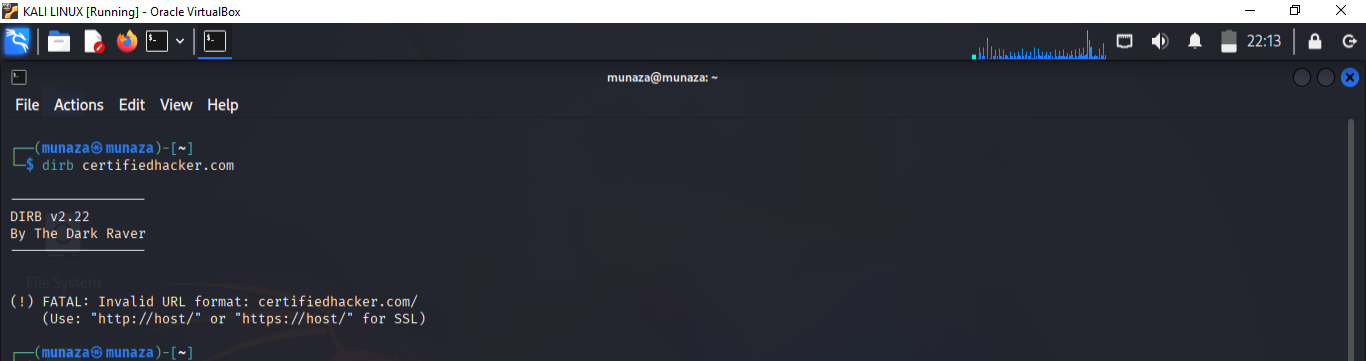 KALI LINUX [Running] - Oracle VirtualBox
22:13
munaza@munaza: ~
File Actions Edit View Help
┌──(munaza㉿munaza)-[~]
└─$ dirb certifiedhacker.com
-----------------
DIRB v2.22
By The Dark Raver
-----------------
File System
(!) FATAL: Invalid URL format: certifiedhacker.com/
(Use: "http://host/" or "https://host/" for SSL)
┌──(munaza㉿munaza)-[~]